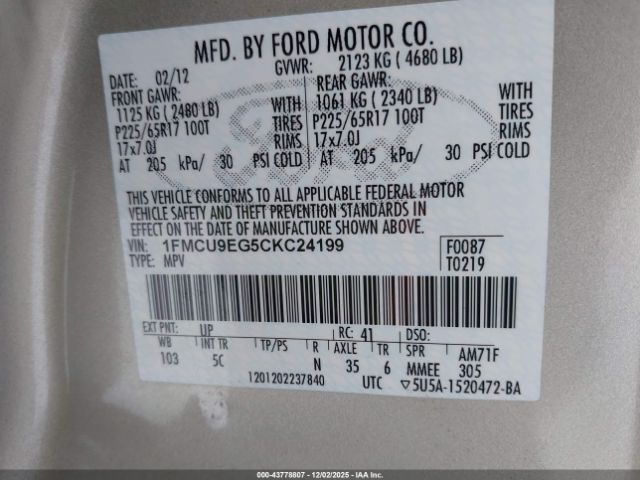 MFD. BY FORD MOTOR CO.
DATE: 02/12 GVWR: 2123 KG ( 4680 LB)
FRONT GAWR: REAR GAWR:
1125 KG ( 2480 LB) WITH 1061 KG ( 2340 LB) WITH
P225/65R17 100T TIRES P225/65R17 100T TIRES
17x7.0J RIMS 17x7.0J RIMS
AT 205 kPa/ 30 PSI COLD AT 205 kPa/ 30 PSI COLD
THIS VEHICLE CONFORMS TO ALL APPLICABLE FEDERAL MOTOR
VEHICLE SAFETY AND THEFT PREVENTION STANDARDS IN
EFFECT ON THE DATE OF MANUFACTURE SHOWN ABOVE.
VIN: 1FMCU9EG5CKC24199 F0087
TYPE: MPV T0219
EXT PNT: UP RC: 41 DSO:
WB INT TR TP/PS R AXLE TR SPR AM71F
103 5C N 35 6 MMEE 305
1201202237840 UTC ▽5U5A-1520472-BA
Ford
000-43778807 - 12/02/2025 - IAA, Inc.